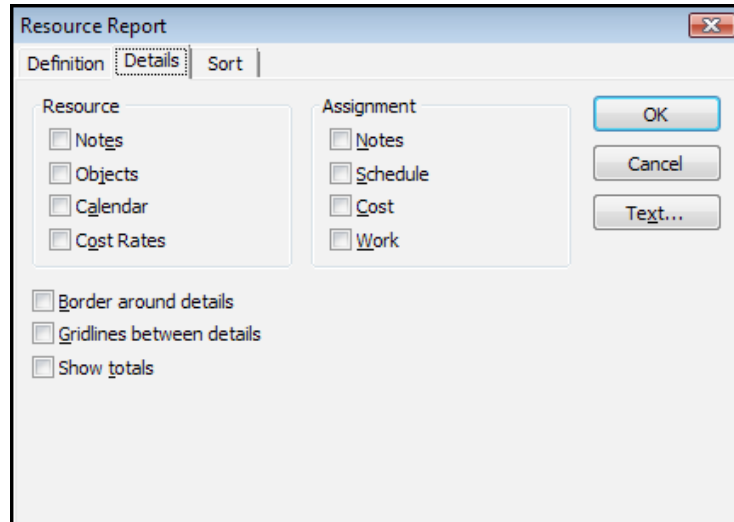 Resource Report
Definition Details Sort
Resource
Notes
Objects
Calendar
Cost Rates
Assignment
Notes
Schedule
Cost
Work
OK
Cancel
Text...
Border around details
Gridlines between details
Show totals